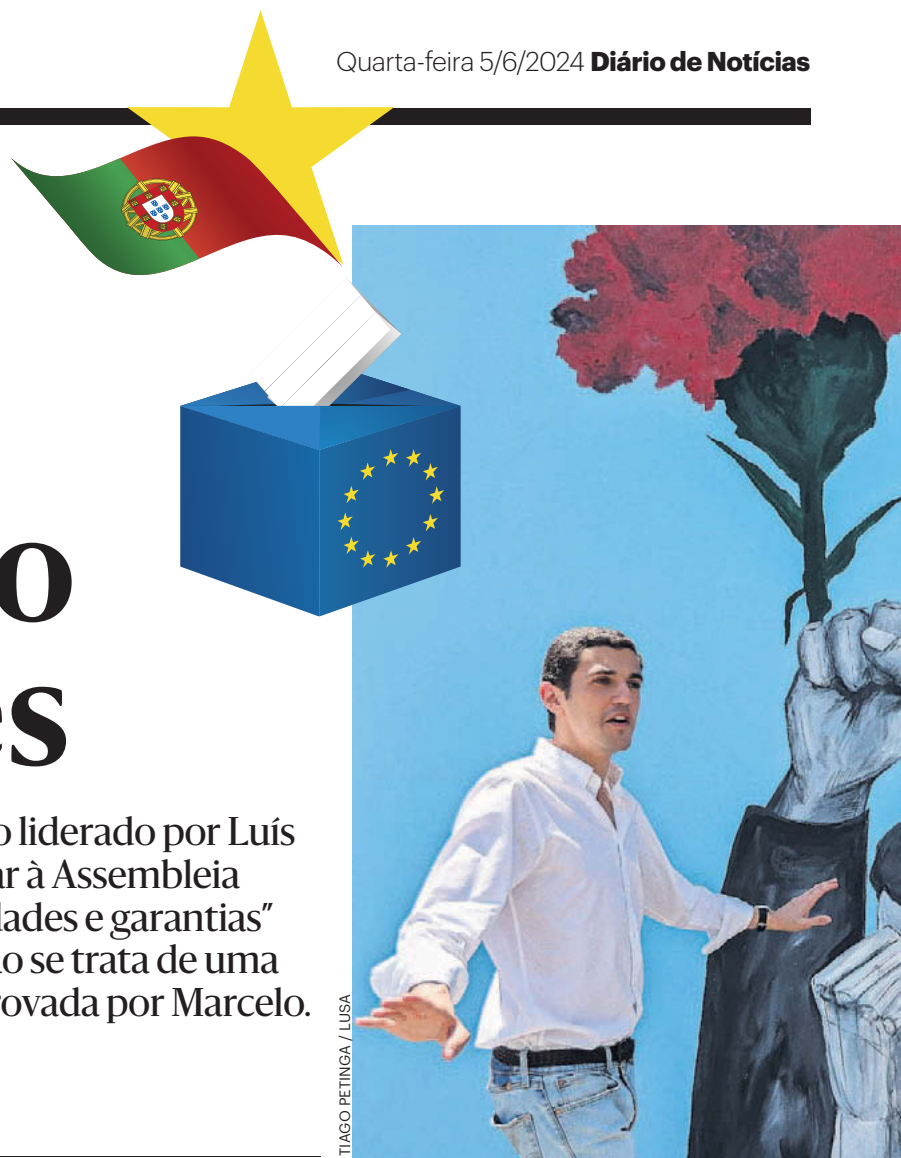 Quarta-feira 5/6/2024 Diário de Notícias
o
es
o liderado por Luís
ar à Assembleia
dades e garantias”
ão se trata de uma
rovada por Marcelo.
TIAGO PETINGA / LUSA